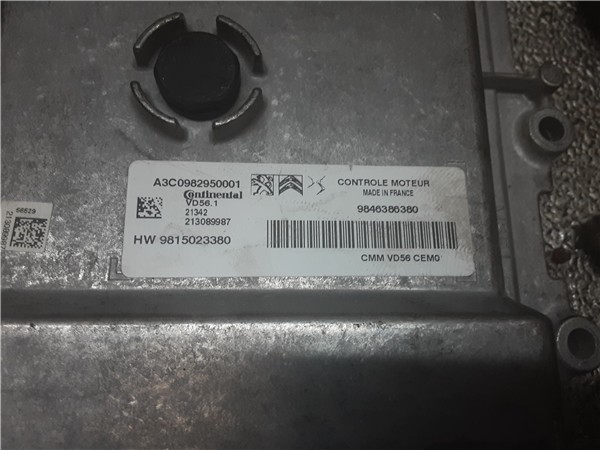 A3C0982950001
Continental
VD56.1
21342
213089987
HW 9815023380
CONTROLE MOTEUR
MADE IN FRANCE
9846386380
CMM VD56 CEM0
66529